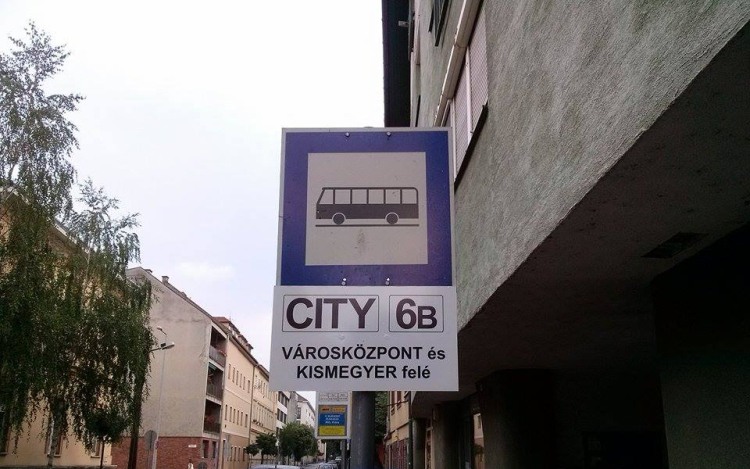 CITY 6B
VÁROSKÖZPONT és
KISMEGYER felé